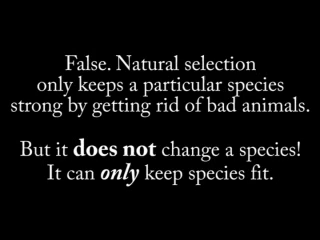 False. Natural selection
only keeps a particular species
strong by getting rid of bad animals.
But it does not change a species!
It can only keep species fit.